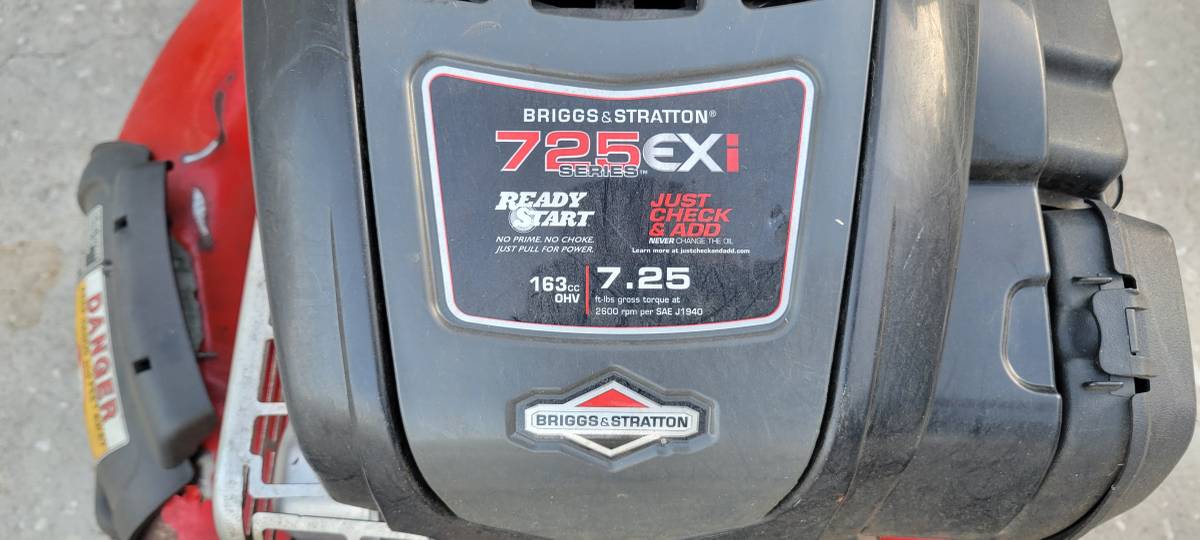 BRIGGS & STRATTON®
725EXi
SERIES™
READY
START
NO PRIME. NO CHOKE.
JUST PULL FOR POWER.
JUST
CHECK
& ADD
NEVER CHANGE THE OIL
Learn more at justcheckandadd.com
163cc
OHV
7.25
ft-lbs gross torque at
2600 rpm per SAE J1940
BRIGGS & STRATTON®
DANGER